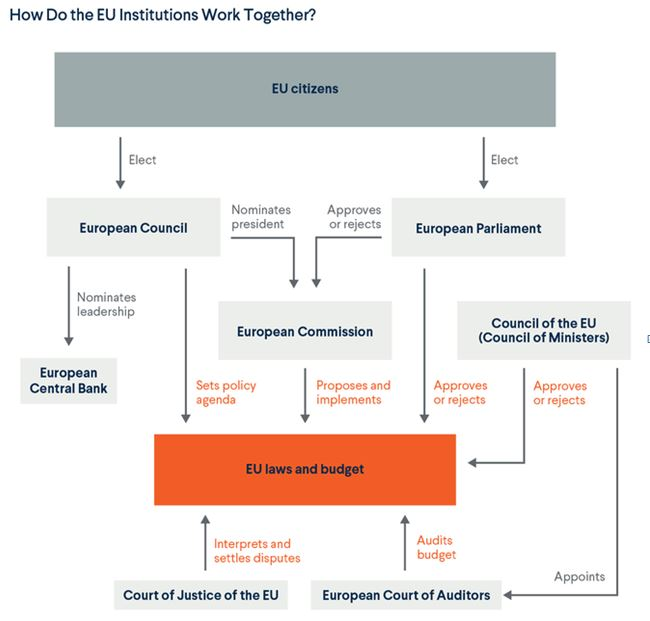 How Do the EU Institutions Work Together?
EU citizens
Elect
Elect
European Council
Nominates
president
Approves
or rejects
European Parliament
Nominates
leadership
European Commission
Council of the EU
(Council of Ministers)
European
Central Bank
Sets policy
agenda
Proposes and
implements
Approves
or rejects
Approves
or rejects
EU laws and budget
Interprets and
settles disputes
Audits
budget
Appoints
Court of Justice of the EU
European Court of Auditors